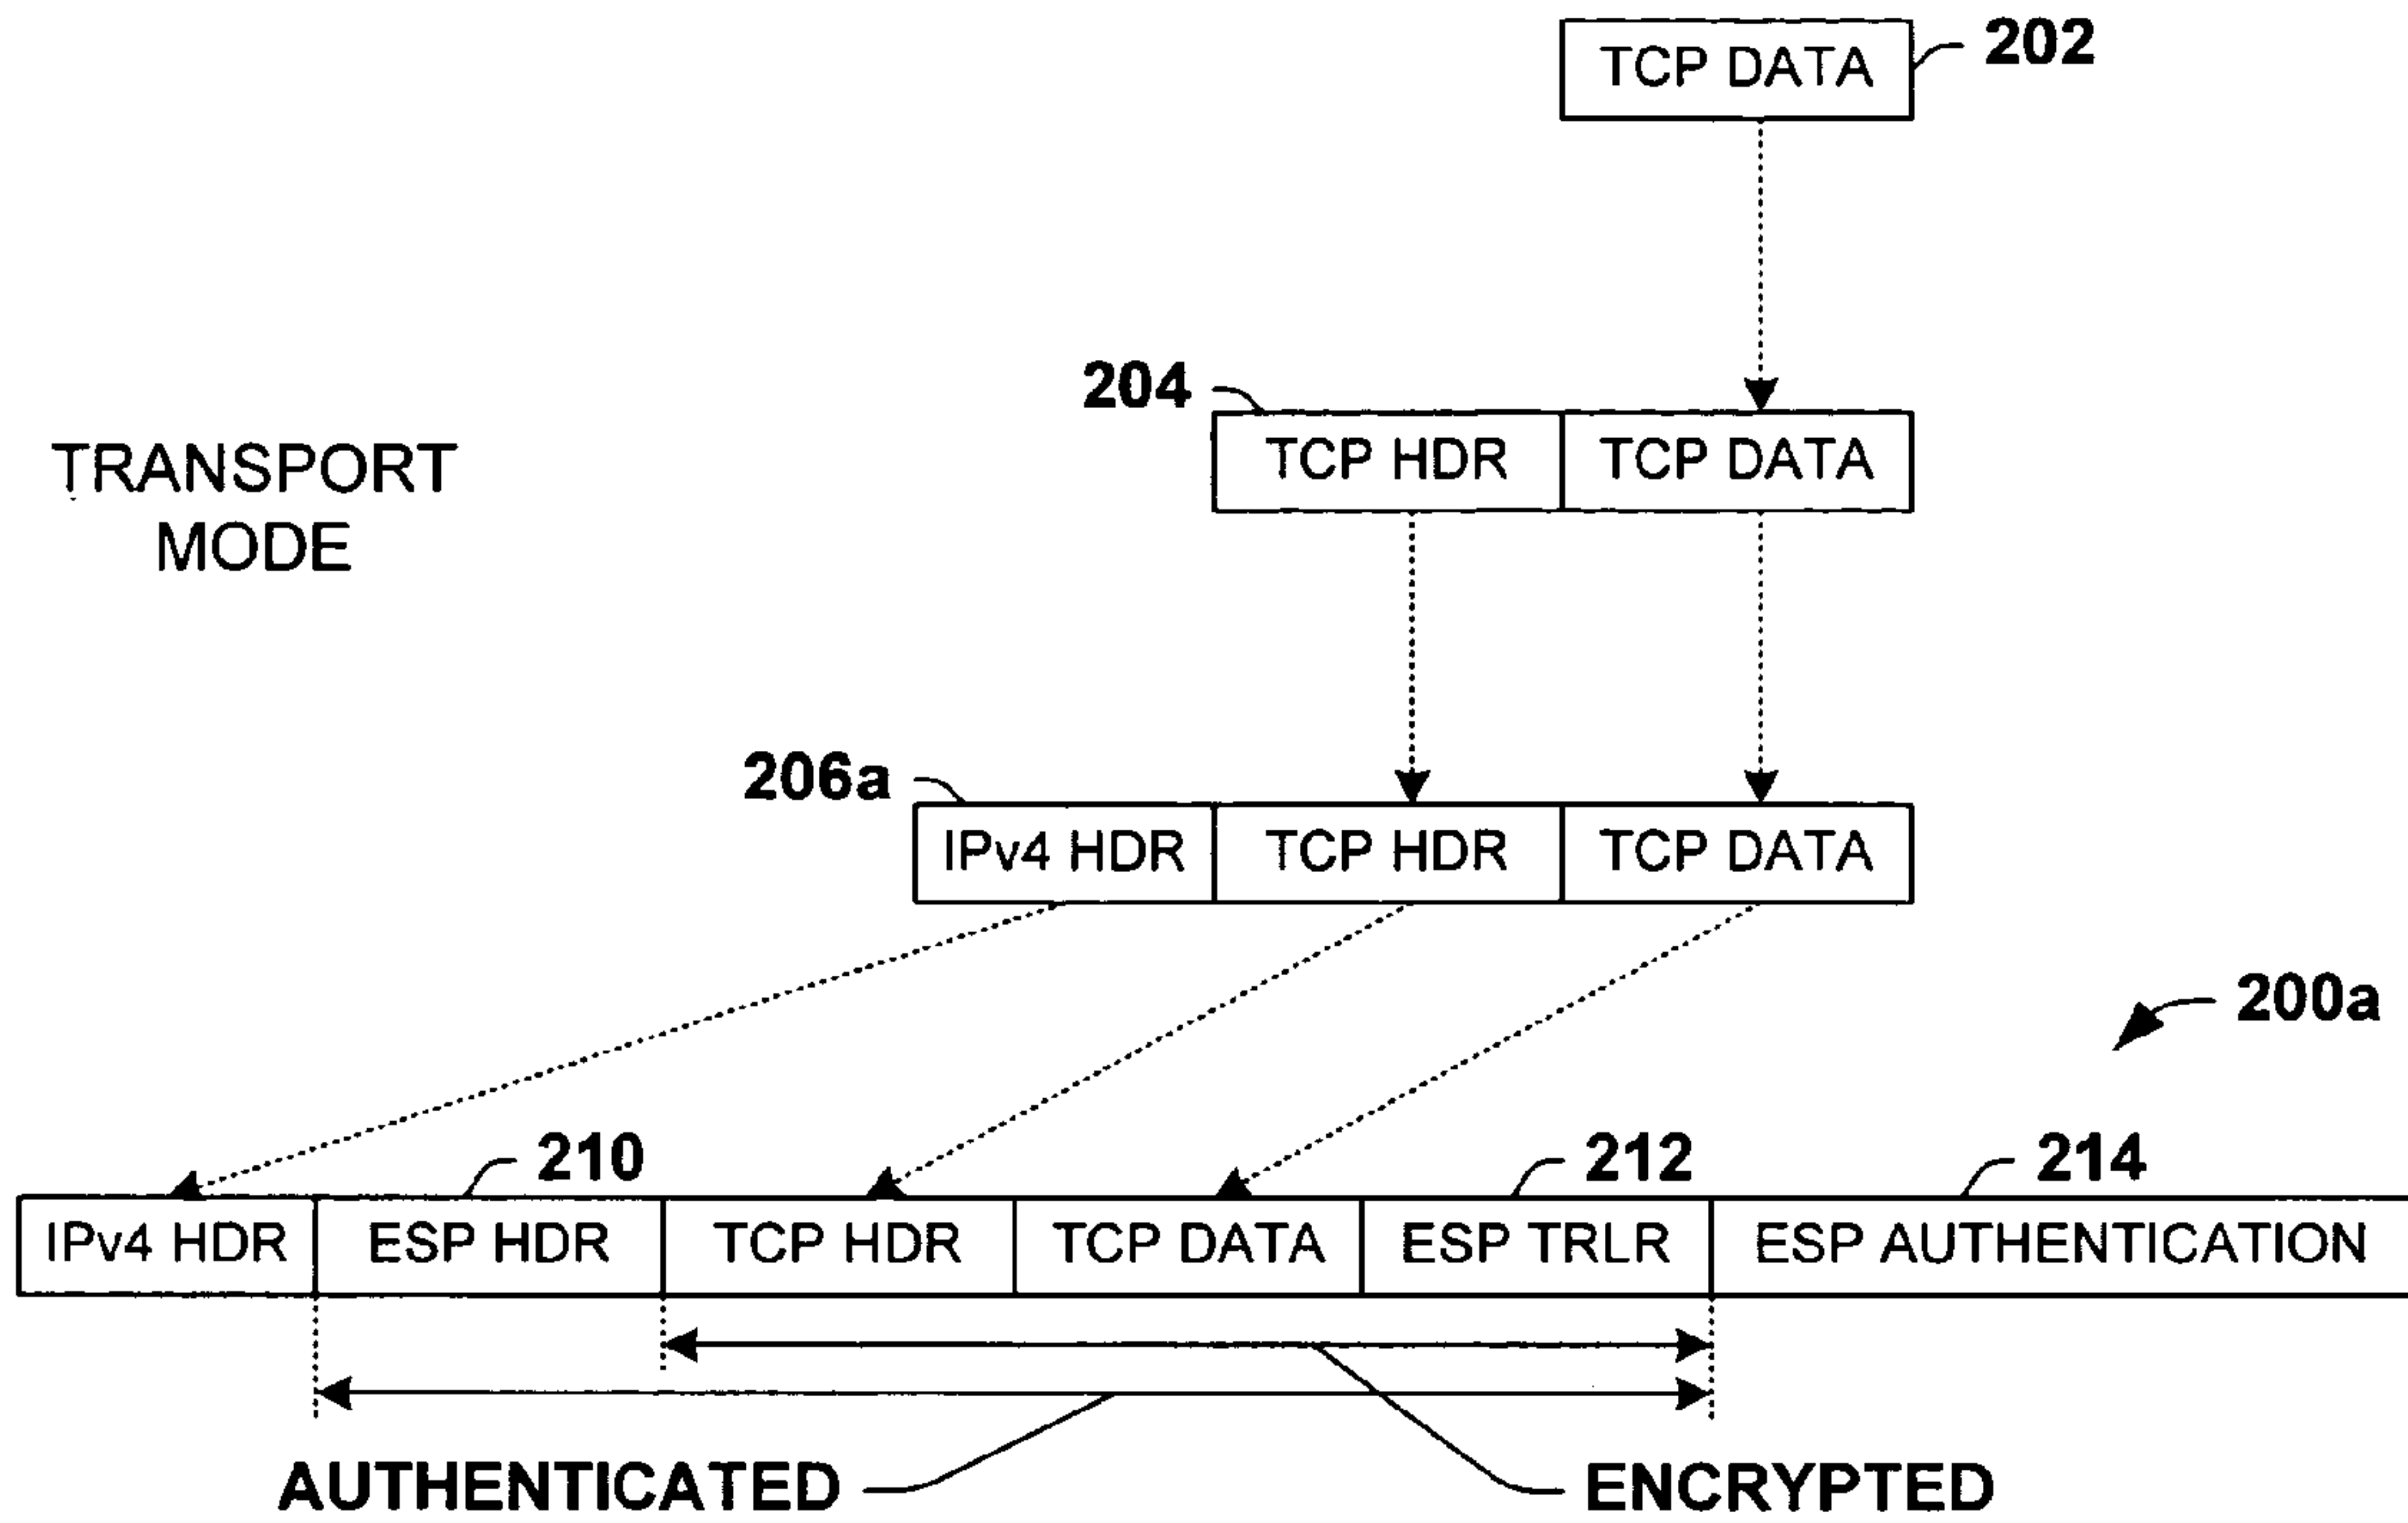 TCP DATA 202
204
TCP HDR TCP DATA
TRANSPORT
MODE
206a
IPv4 HDR TCP HDR TCP DATA
200a
210 212 214
IPv4 HDR ESP HDR TCP HDR TCP DATA ESP TRLR ESP AUTHENTICATION
AUTHENTICATED ENCRYPTED